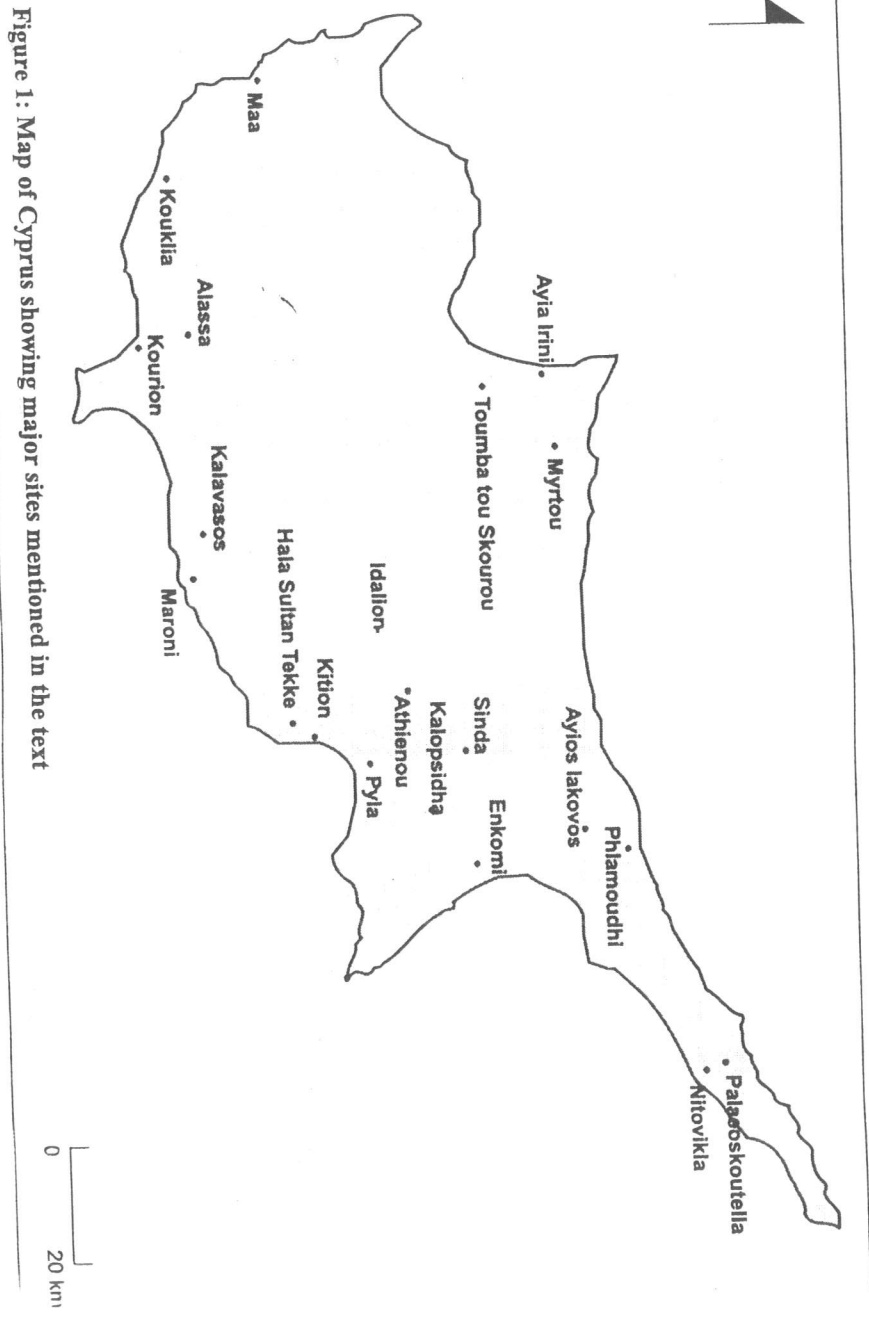 Palaeoskoutella
Nitovikla
Phlamoudhi
Ayios Iakovos
Myrtou
Ayia Irini
Toumba tou Skourou
Sinda
Enkomi
Kalopsidha
Athienou
Idalion
Pyla
Kition
Hala Sultan Tekke
Maa
Kalavasos
Maroni
Alassa
Kouklia
Kourion
0 20 km
Figure 1: Map of Cyprus showing major sites mentioned in the text